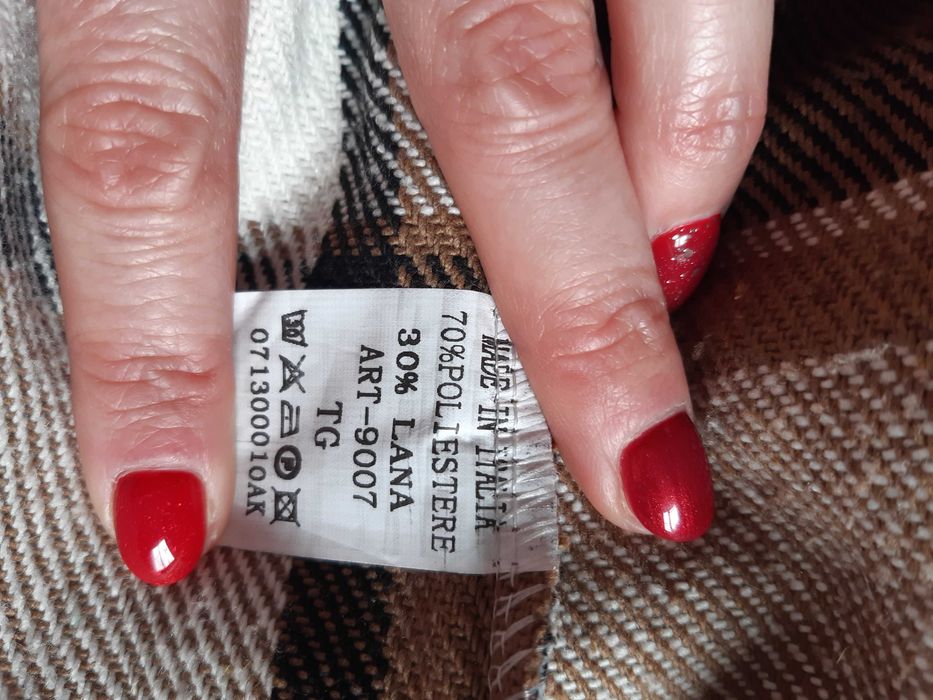 MADE IN ITALIA
70%POLIESTERE
30% LANA
ART-9007
TG
071300010AK